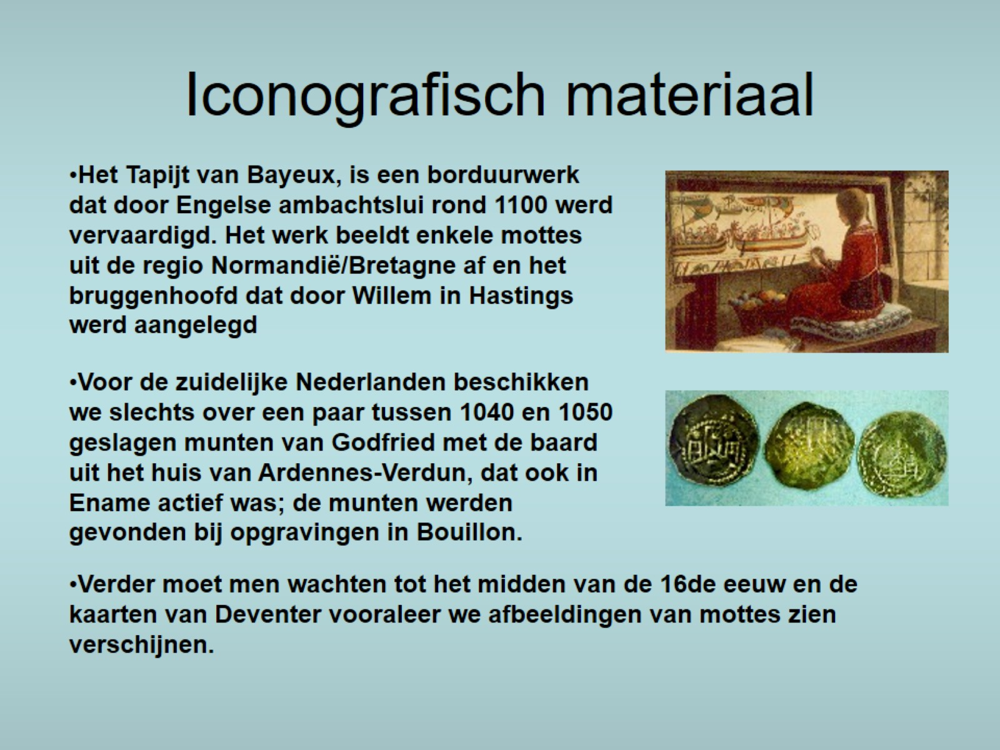 Iconografisch materiaal
•Het Tapijt van Bayeux, is een borduurwerk
dat door Engelse ambachtslui rond 1100 werd
vervaardigd. Het werk beeldt enkele mottes
uit de regio Normandië/Bretagne af en het
bruggenhoofd dat door Willem in Hastings
werd aangelegd
•Voor de zuidelijke Nederlanden beschikken
we slechts over een paar tussen 1040 en 1050
geslagen munten van Godfried met de baard
uit het huis van Ardennes-Verdun, dat ook in
Ename actief was; de munten werden
gevonden bij opgravingen in Bouillon.
•Verder moet men wachten tot het midden van de 16de eeuw en de
kaarten van Deventer vooraleer we afbeeldingen van mottes zien
verschijnen.